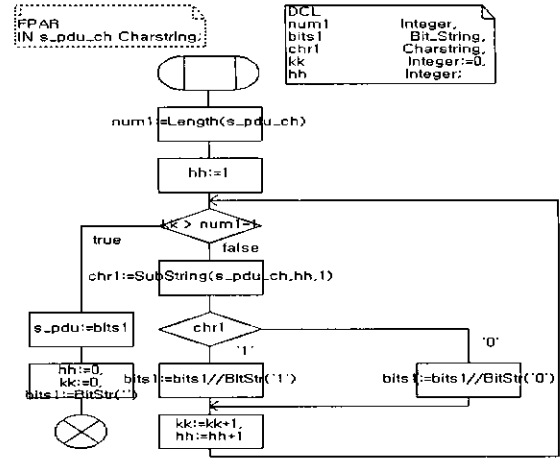 FPAR
IN s_pdu_ch Charstring;
DCL
num1 Integer,
bits1 Bit_String,
chr1 Charstring,
kk Integer:=0,
hh Integer;
num1:=Length(s_pdu_ch)
hh:=1
kk > num1-1
true
false
chr1:=SubString(s_pdu_ch,hh,1)
s_pdu:=bits1
chr1
'1'
'0'
hh:=0,
kk:=0,
bits1:=BitStr('')
bits1:=bits1//BitStr('1')
bits1:=bits1//BitStr('0')
kk:=kk+1,
hh:=hh+1